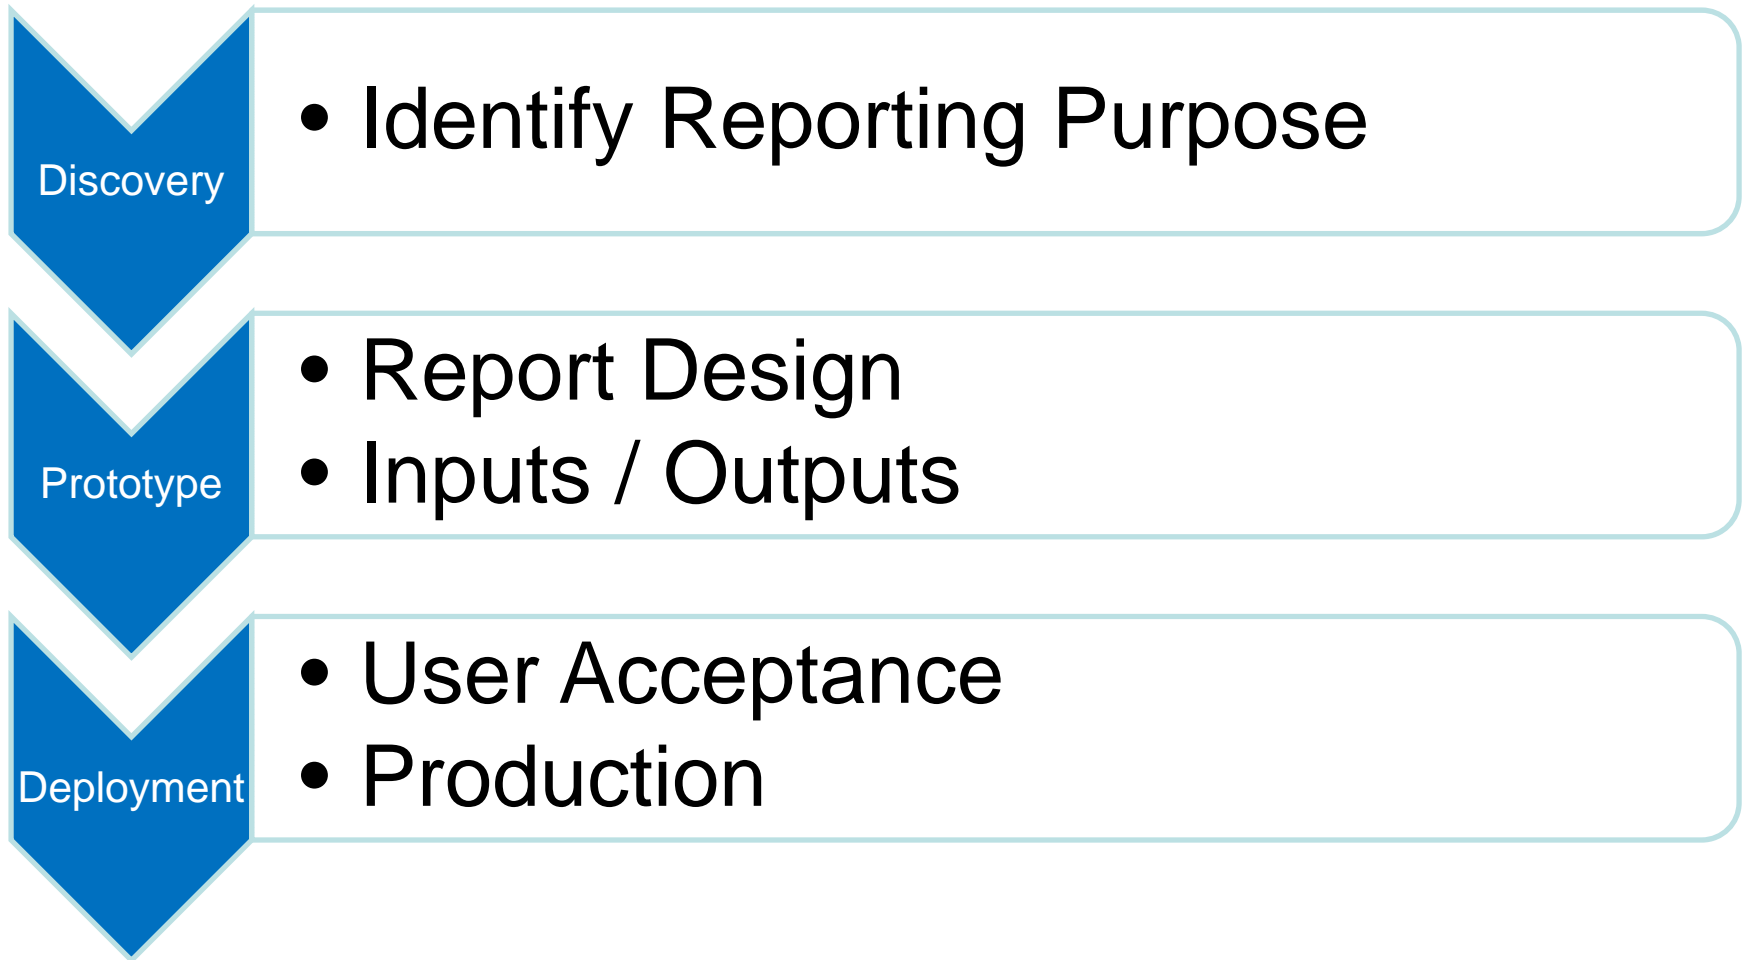 Discovery
• Identify Reporting Purpose
Prototype
• Report Design
• Inputs / Outputs
Deployment
• User Acceptance
• Production